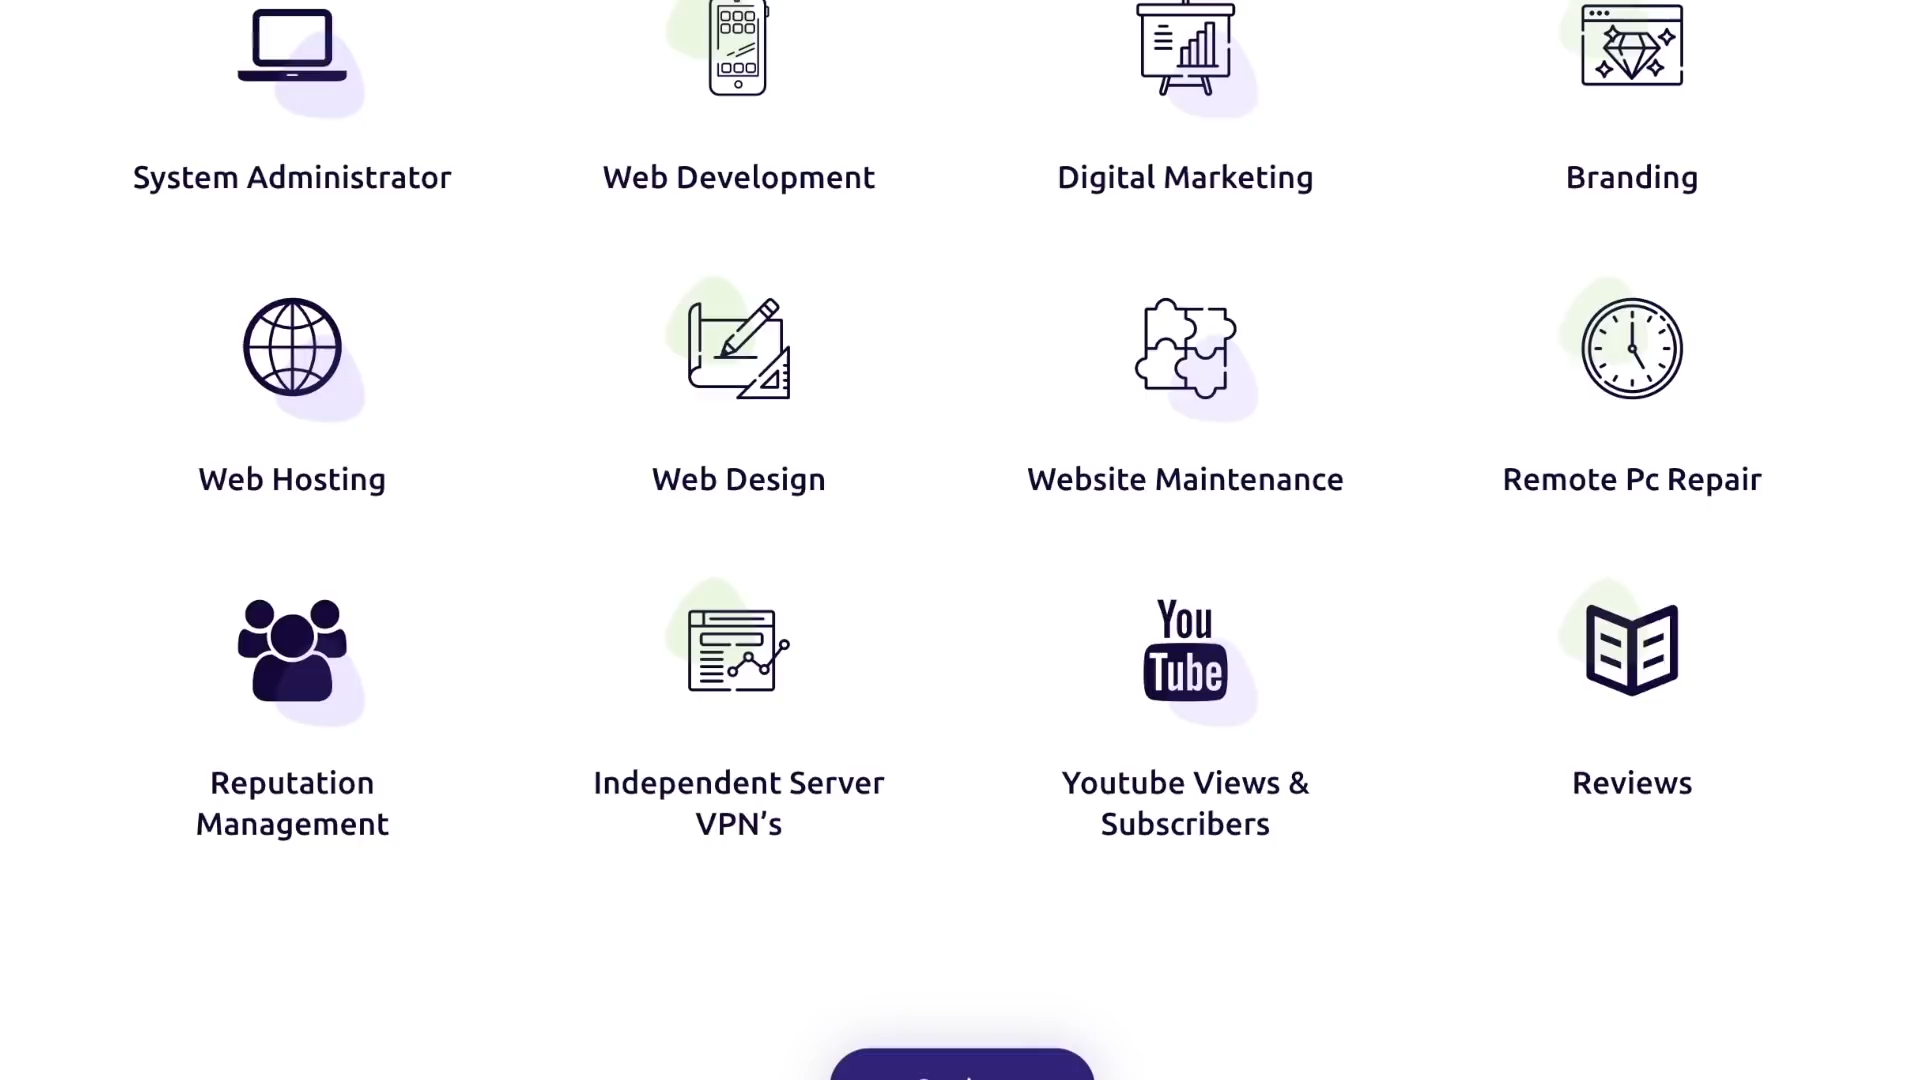 System Administrator
Web Development
Digital Marketing
Branding
Web Hosting
Web Design
Website Maintenance
Remote Pc Repair
You
Tube
Reputation
Management
Independent Server
VPN’s
Youtube Views &
Subscribers
Reviews